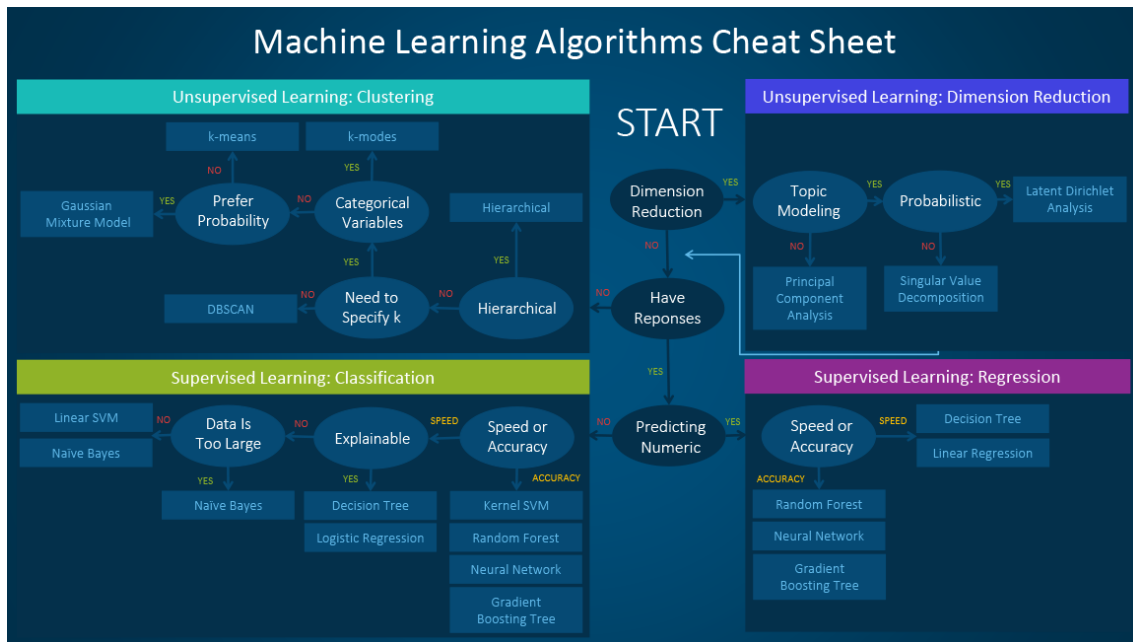 Machine Learning Algorithms Cheat Sheet
Unsupervised Learning: Clustering
k-means
k-modes
NO
YES
Gaussian
Mixture Model
YES
Prefer
Probability
NO
Categorical
Variables
Hierarchical
YES
YES
DBSCAN
NO
Need to
Specify k
NO
Hierarchical
START
Dimension
Reduction
YES
NO
NO
Have
Reponses
YES
NO
Predicting
Numeric
YES
Unsupervised Learning: Dimension Reduction
Topic
Modeling
YES
Probabilistic
YES
Latent Dirichlet
Analysis
NO
NO
Principal
Component
Analysis
Singular Value
Decomposition
Supervised Learning: Classification
Linear SVM
Naive Bayes
NO
Data Is
Too Large
NO
Explainable
SPEED
Speed or
Accuracy
YES
YES
ACCURACY
Naïve Bayes
Decision Tree
Logistic Regression
Kernel SVM
Random Forest
Neural Network
Gradient
Boosting Tree
Supervised Learning: Regression
Speed or
Accuracy
SPEED
Decision Tree
Linear Regression
ACCURACY
Random Forest
Neural Network
Gradient
Boosting Tree